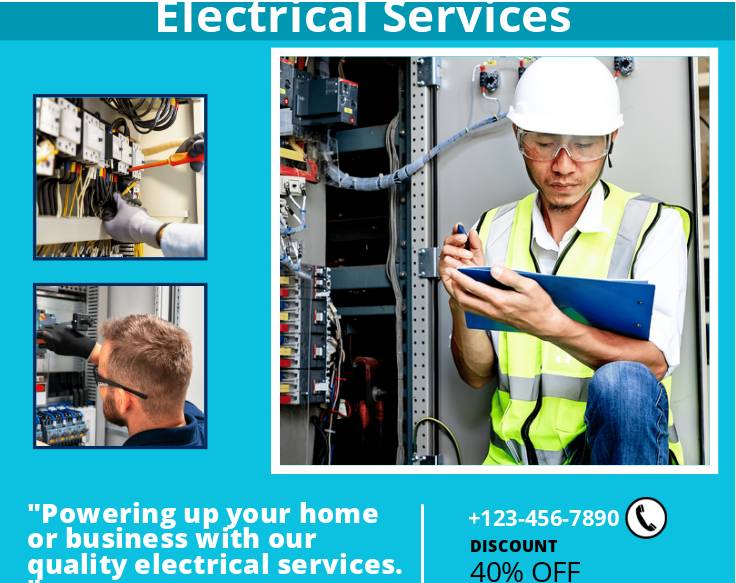 Electrical Services
"Powering up your home
or business with our
quality electrical services.
"
+123-456-7890
DISCOUNT
40% OFF